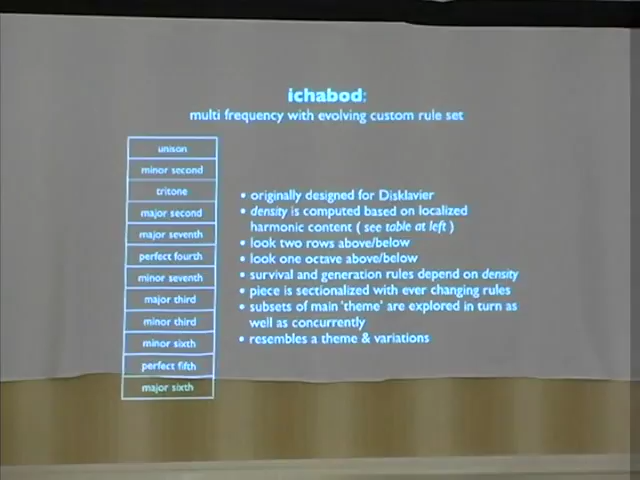 ichabod:
multi frequency with evolving custom rule set
unison
minor second
tritone
major second
major seventh
perfect fourth
minor seventh
major third
minor third
minor sixth
perfect fifth
major sixth
• originally designed for Disklavier
• density is computed based on localized
harmonic content ( see table at left )
• look two rows above/below
• look one octave above/below
• survival and generation rules depend on density
• piece is sectionalized with ever changing rules
• subsets of main 'theme' are explored in turn as
well as concurrently
• resembles a theme & variations